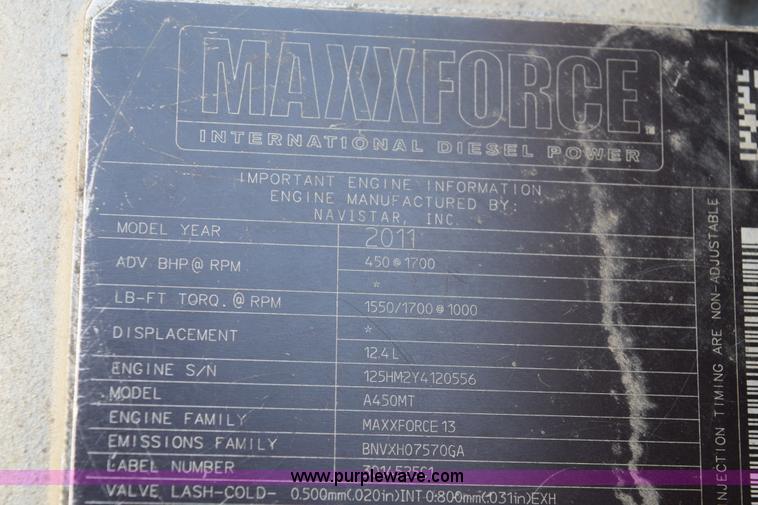 MAXXFORCE
INTERNATIONAL DIESEL POWER
IMPORTANT ENGINE INFORMATION
ENGINE MANUFACTURED BY:
NAVISTAR, INC.
MODEL YEAR 2011
ADV BHP @ RPM 450 @ 1700
*
LB-FT TORQ. @ RPM 1550/1700 @ 1000
*
DISPLACEMENT 12.4 L
ENGINE S/N 125HM2Y4120556
MODEL A450MT
ENGINE FAMILY MAXXFORCE 13
EMISSIONS FAMILY BNVXH07570GA
LABEL NUMBER
VALVE LASH-COLD- 0.500mm(.020in)INT 0.800mm(.031in)EXH
TIMING ARE NON-ADJUSTABLE
www.purplewave.com